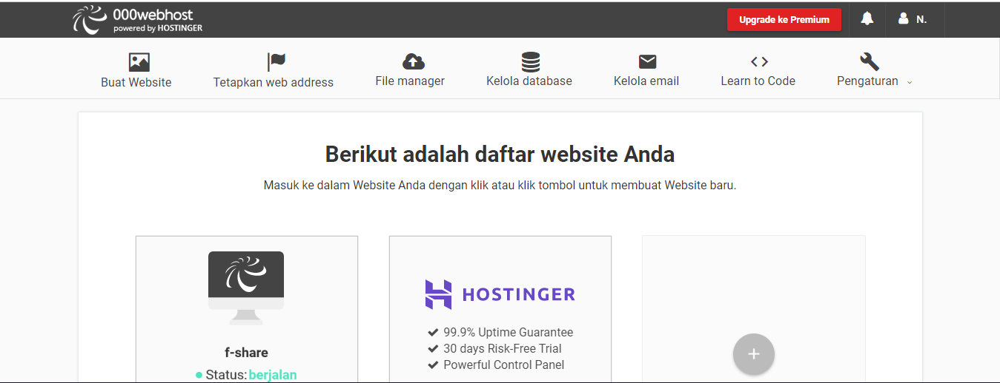 000webhost
powered by HOSTINGER
Upgrade ke Premium
N.
Buat Website
Tetapkan web address
File manager
Kelola database
Kelola email
Learn to Code
Pengaturan
Berikut adalah daftar website Anda
Masuk ke dalam Website Anda dengan klik atau klik tombol untuk membuat Website baru.
f-share
Status: berjalan
HOSTINGER
99.9% Uptime Guarantee
30 days Risk-Free Trial
Powerful Control Panel